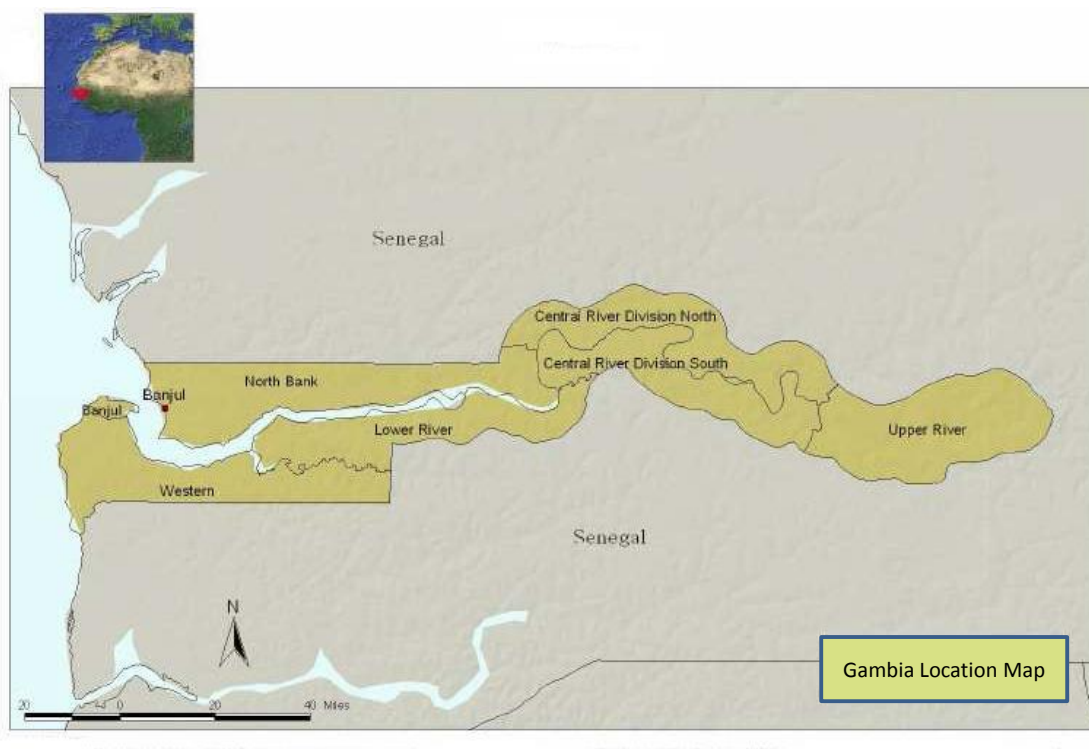 Senegal
Central River Division North
Central River Division South
North Bank
Banjul
Banjul
Lower River
Upper River
Western
Senegal
N
Gambia Location Map
20 0 20 40 Miles